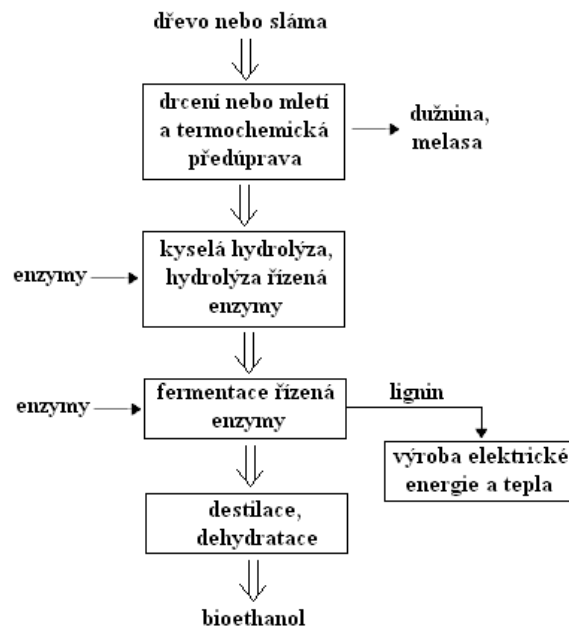 dřevo nebo sláma
drcení nebo mletí
a termochemická
předúprava
dužnina,
melasa
kyselá hydrolýza,
hydrolýza řízená
enzymy
enzymy
fermentace řízená
enzymy
enzymy
lignin
výroba elektrické
energie a tepla
destilace,
dehydratace
bioethanol